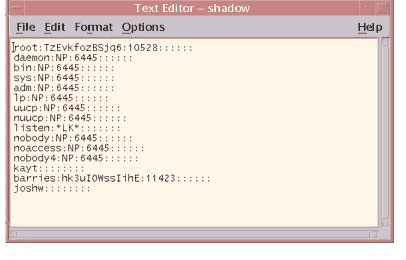 Text Editor – shadow
File Edit Format Options Help
root:TzEvkfozBSjq6:10528::::::
daemon:NP:6445::::::
bin:NP:6445::::::
sys:NP:6445::::::
adm:NP:6445::::::
lp:NP:6445::::::
uucp:NP:6445::::::
nuucp:NP:6445::::::
listen:*LK*:::::::
nobody:NP:6445::::::
noaccess:NP:6445::::::
nobody4:NP:6445::::::
kayt::::::::
barries:hk3uIOWssIihE:11423::::::
joshw::::::::